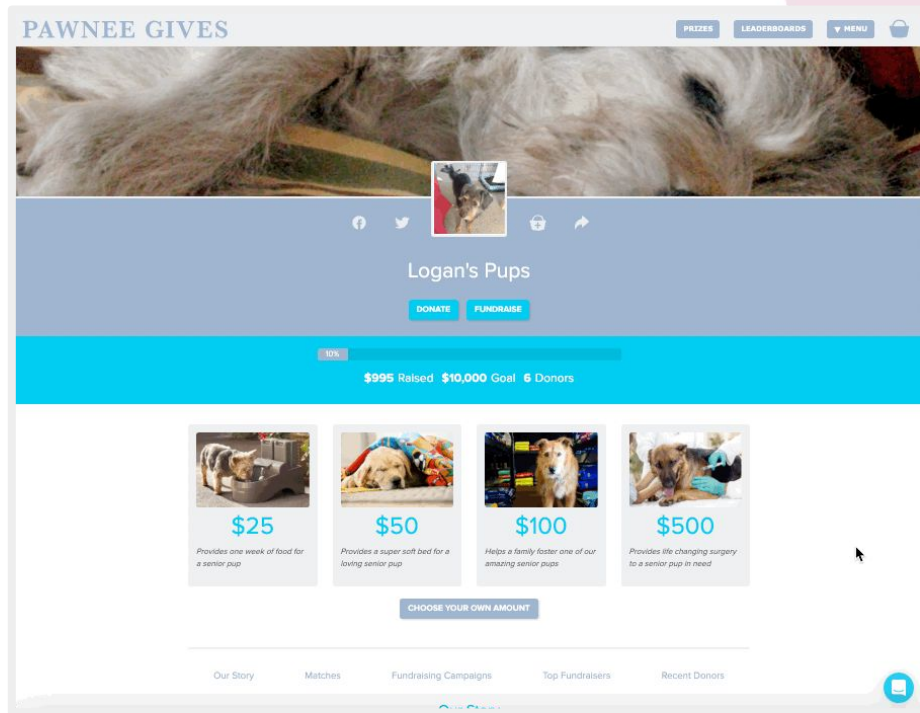 PAWNEE GIVES
PRIZES
LEADERBOARDS
▼ MENU
Logan's Pups
DONATE
FUNDRAISE
10%
$995 Raised $10,000 Goal 6 Donors
$25
Provides one week of food for
a senior pup
$50
Provides a super soft bed for a
loving senior pup
$100
Helps a family foster one of our
amazing senior pups
$500
Provides life changing surgery
to a senior pup in need
CHOOSE YOUR OWN AMOUNT
Our Story
Matches
Fundraising Campaigns
Top Fundraisers
Recent Donors
Our Story